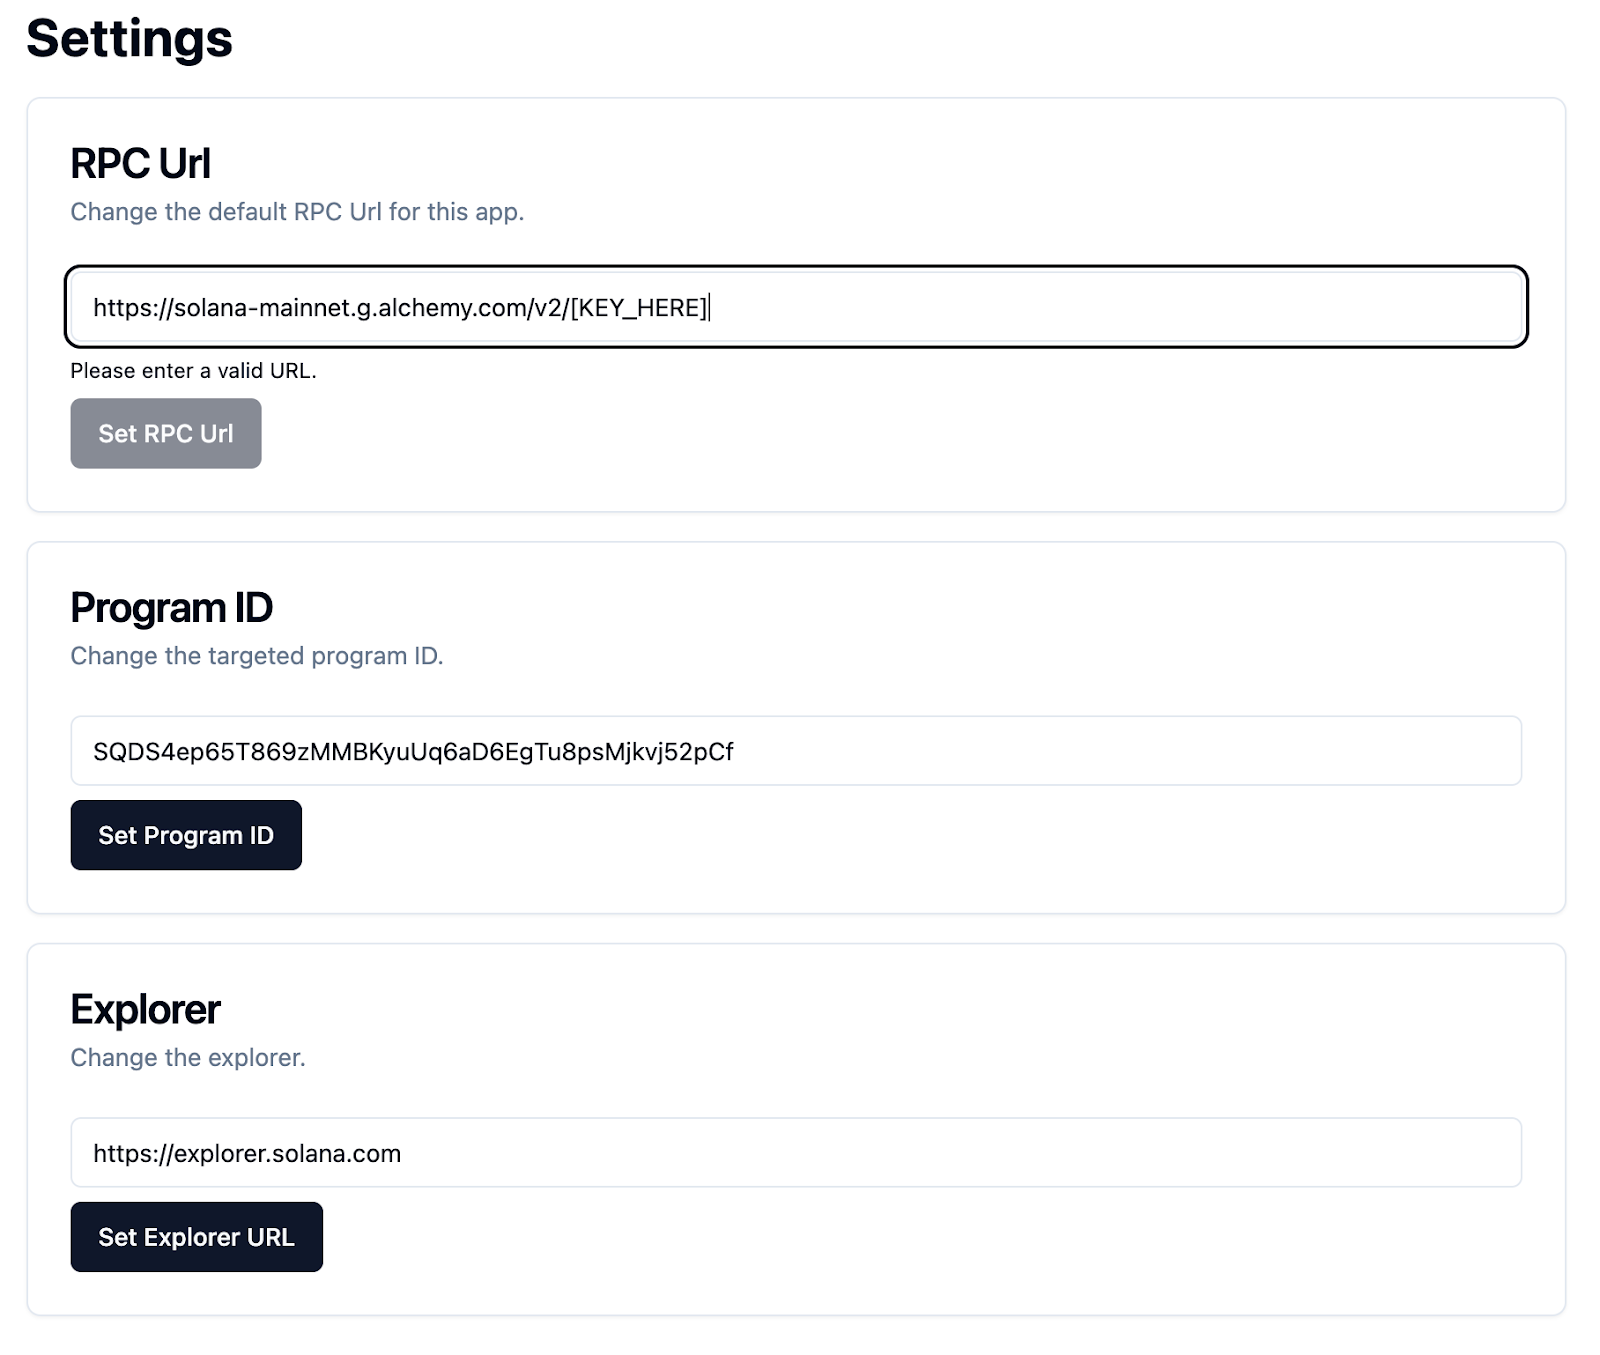 Settings
RPC Url
Change the default RPC Url for this app.
https://solana-mainnet.g.alchemy.com/v2/[KEY_HERE]
Please enter a valid URL.
Set RPC Url
Program ID
Change the targeted program ID.
SQDS4ep65T869zMMBKyuUq6aD6EgTu8psMjkvj52pCf
Set Program ID
Explorer
Change the explorer.
https://explorer.solana.com
Set Explorer URL